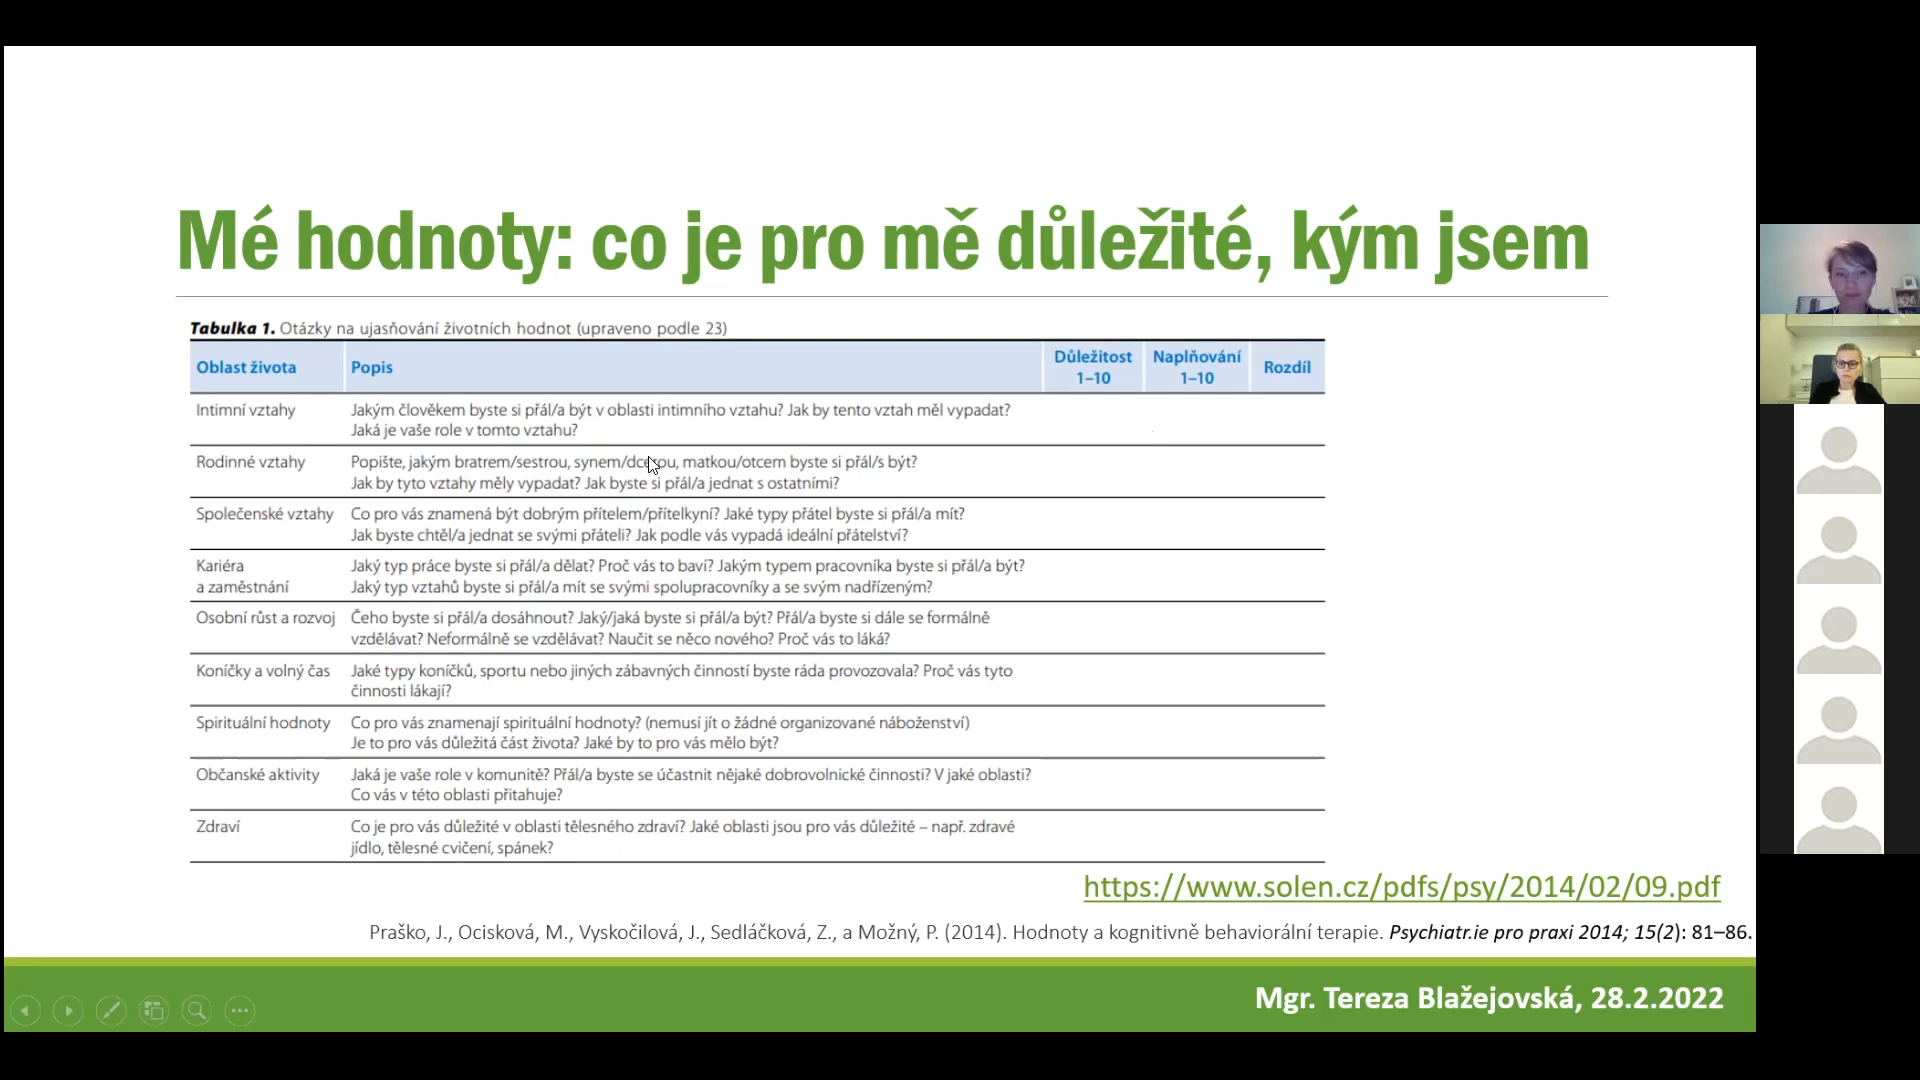 Mé hodnoty: co je pro mě důležité, kým jsem
Tabulka 1. Otázky na ujasňování životních hodnot (upraveno podle 23)
Oblast života Popis Důležitost 1–10 Naplňování 1–10 Rozdíl
Intimní vztahy Jakým člověkem byste si přál/a být v oblasti intimního vztahu? Jak by tento vztah měl vypadat?
Jaká je vaše role v tomto vztahu?
Rodinné vztahy Popište, jakým bratrem/sestrou, synem/dcerou, matkou/otcem byste si přál/s být?
Jak by tyto vztahy měly vypadat? Jak byste si přál/a jednat s ostatními?
Společenské vztahy Co pro vás znamená být dobrým přítelem/přítelkyní? Jaké typy přátel byste si přál/a mít?
Jak byste chtěl/a jednat se svými přáteli? Jak podle vás vypadá ideální přátelství?
Kariéra Jaký typ práce byste si přál/a dělat? Proč vás to baví? Jakým typem pracovníka byste si přál/a být?
a zaměstnání Jaký typ vztahů byste si přál/a mít se svými spolupracovníky a se svým nadřízeným?
Osobní růst a rozvoj Čeho byste si přál/a dosáhnout? Jaký/jaká byste si přál/a být? Přál/a byste si dále se formálně
vzdělávat? Neformálně se vzdělávat? Naučit se něco nového? Proč vás to láká?
Koníčky a volný čas Jaké typy koníčků, sportu nebo jiných zábavných činností byste ráda provozovala? Proč vás tyto
činnosti lákají?
Spirituální hodnoty Co pro vás znamenají spirituální hodnoty? (nemusí jít o žádné organizované náboženství)
Je to pro vás důležitá část života? Jaké by to pro vás mělo být?
Občanské aktivity Jaká je vaše role v komunitě? Přál/a byste se účastnit nějaké dobrovolnické činnosti? V jaké oblasti?
Co vás v této oblasti přitahuje?
Zdraví Co je pro vás důležité v oblasti tělesného zdraví? Jaké oblasti jsou pro vás důležité – např. zdravé
jídlo, tělesné cvičení, spánek?
https://www.solen.cz/pdfs/psy/2014/02/09.pdf
Praško, J., Ocisková, M., Vyskočilová, J., Sedláčková, Z., a Možný, P. (2014). Hodnoty a kognitivně behaviorální terapie. Psychiatr.ie pro praxi 2014; 15(2): 81–86.
Mgr. Tereza Blažejovská, 28.2.2022